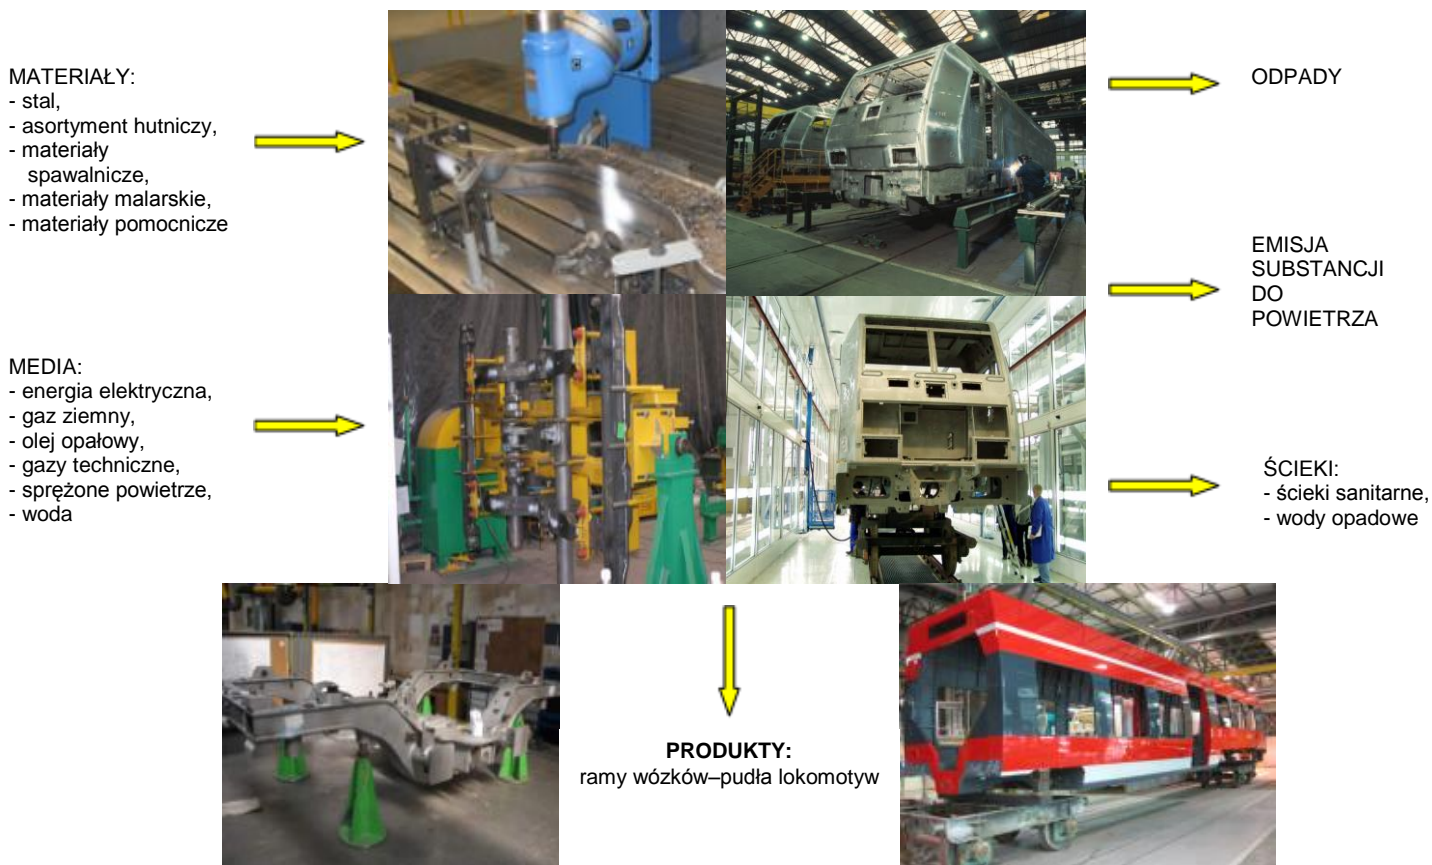 MATERIAŁY:
- stal,
- asortyment hutniczy,
- materiały
spawalnicze,
- materiały malarskie,
- materiały pomocnicze
MEDIA:
- energia elektryczna,
- gaz ziemny,
- olej opałowy,
- gazy techniczne,
- sprężone powietrze,
- woda
ODPADY
EMISJA
SUBSTANCJI
DO
POWIETRZA
ŚCIEKI:
- ścieki sanitarne,
- wody opadowe
PRODUKTY:
ramy wózków–pudła lokomotyw